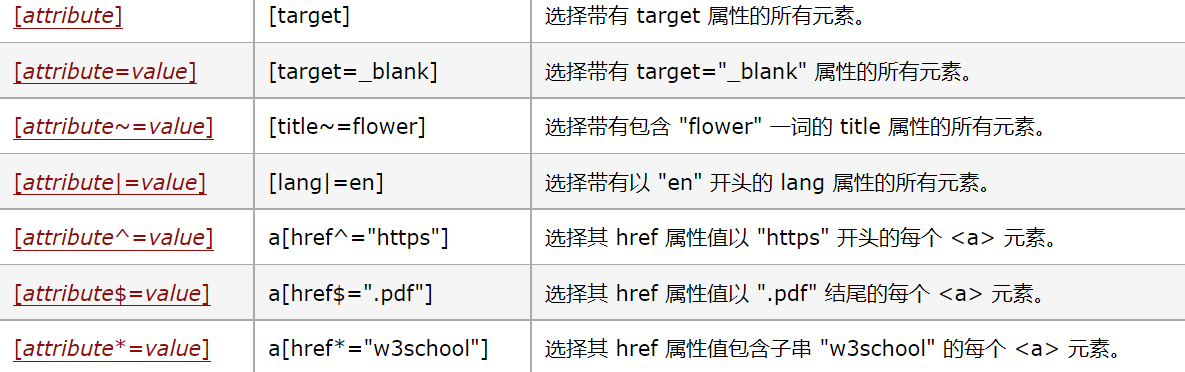 [attribute] [target] 选择带有 target 属性的所有元素。
[attribute=value] [target=_blank] 选择带有 target="_blank" 属性的所有元素。
[attribute~=value] [title~=flower] 选择带有包含 "flower" 一词的 title 属性的所有元素。
[attribute|=value] [lang|=en] 选择带有以 "en" 开头的 lang 属性的所有元素。
[attribute^=value] a[href^="https"] 选择其 href 属性值以 "https" 开头的每个 <a> 元素。
[attribute$=value] a[href$=".pdf"] 选择其 href 属性值以 ".pdf" 结尾的每个 <a> 元素。
[attribute*=value] a[href*="w3school"] 选择其 href 属性值包含子串 "w3school" 的每个 <a> 元素。